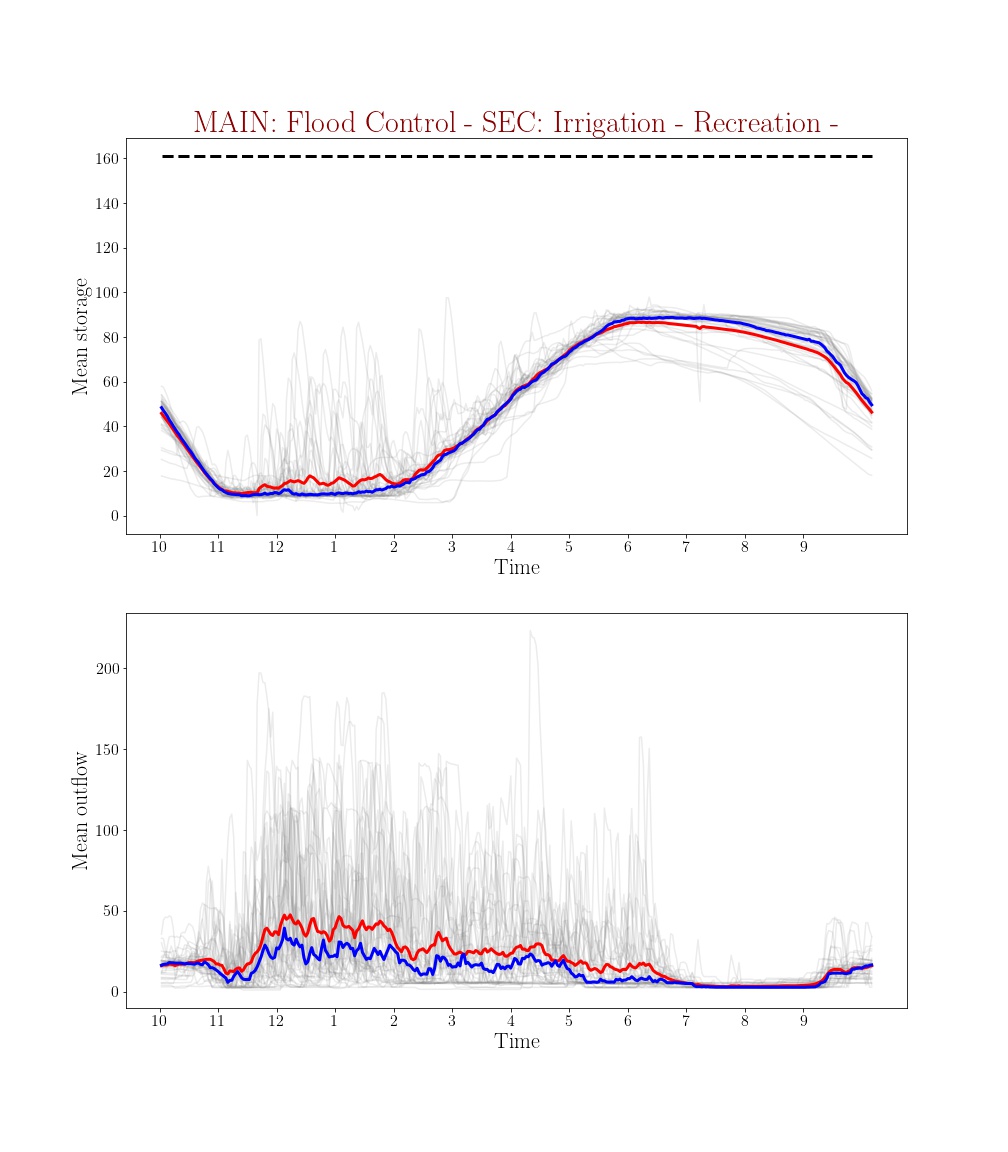 MAIN: Flood Control - SEC: Irrigation - Recreation -
160
140
120
100
80
60
40
20
0
Mean storage
10 11 12 1 2 3 4 5 6 7 8 9
Time
200
150
100
50
0
Mean outflow
10 11 12 1 2 3 4 5 6 7 8 9
Time